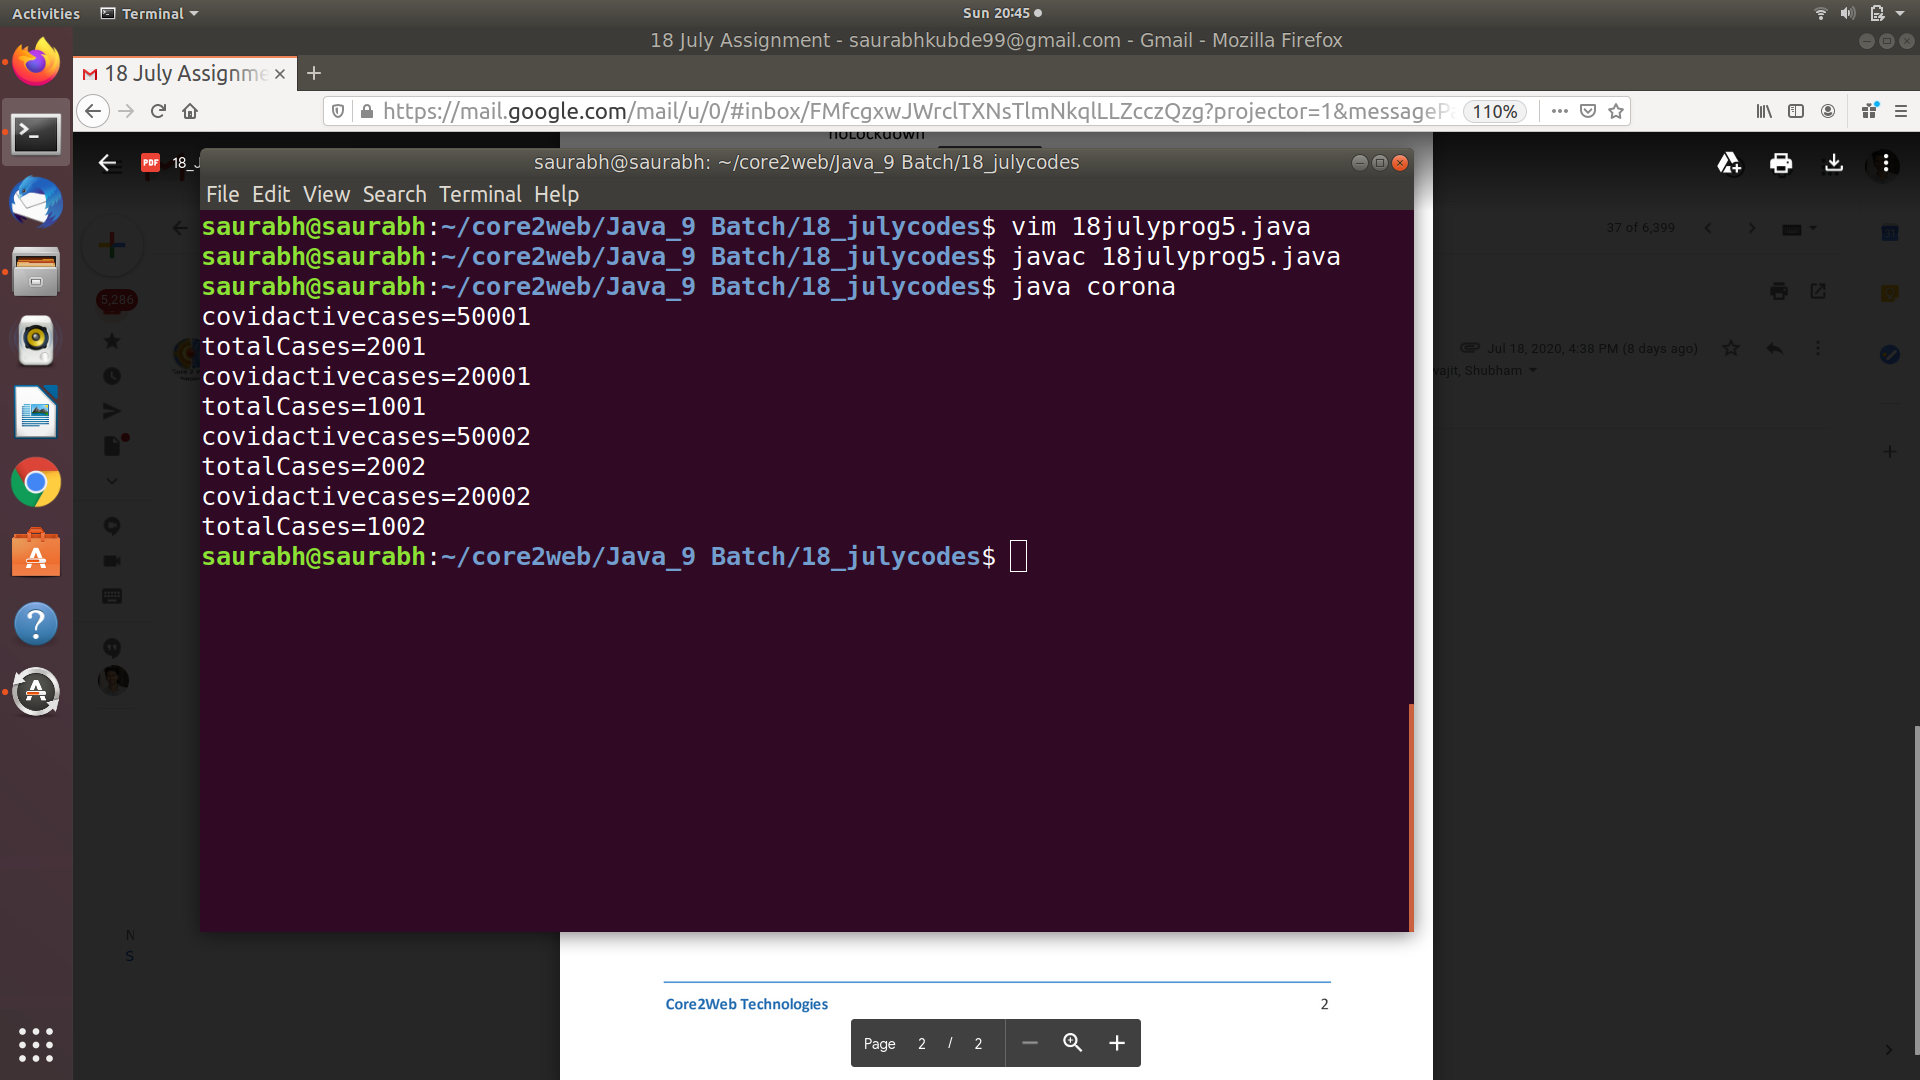 Activities Terminal Sun 20:45
18 July Assignment - saurabhkubde99@gmail.com - Gmail - Mozilla Firefox
18 July Assignme
https://mail.google.com/mail/u/0/#inbox/FMfcgxwJWrclTXNsTlmNkqlLLZcczQzg?projector=1&messageP 110%
noLockdown
PDF 18_J
saurabh@saurabh: ~/core2web/Java_9 Batch/18_julycodes
File Edit View Search Terminal Help
saurabh@saurabh:~/core2web/Java_9 Batch/18_julycodes$ vim 18julyprog5.java
37 of 6,399
saurabh@saurabh:~/core2web/Java_9 Batch/18_julycodes$ javac 18julyprog5.java
saurabh@saurabh:~/core2web/Java_9 Batch/18_julycodes$ java corona
5,286
covidactivecases=50001
totalCases=2001
Jul 18, 2020, 4:38 PM (8 days ago)
vajit, Shubham
covidactivecases=20001
totalCases=1001
covidactivecases=50002
totalCases=2002
covidactivecases=20002
totalCases=1002
saurabh@saurabh:~/core2web/Java_9 Batch/18_julycodes$
N
S
Core2Web Technologies 2
Page 2 / 2